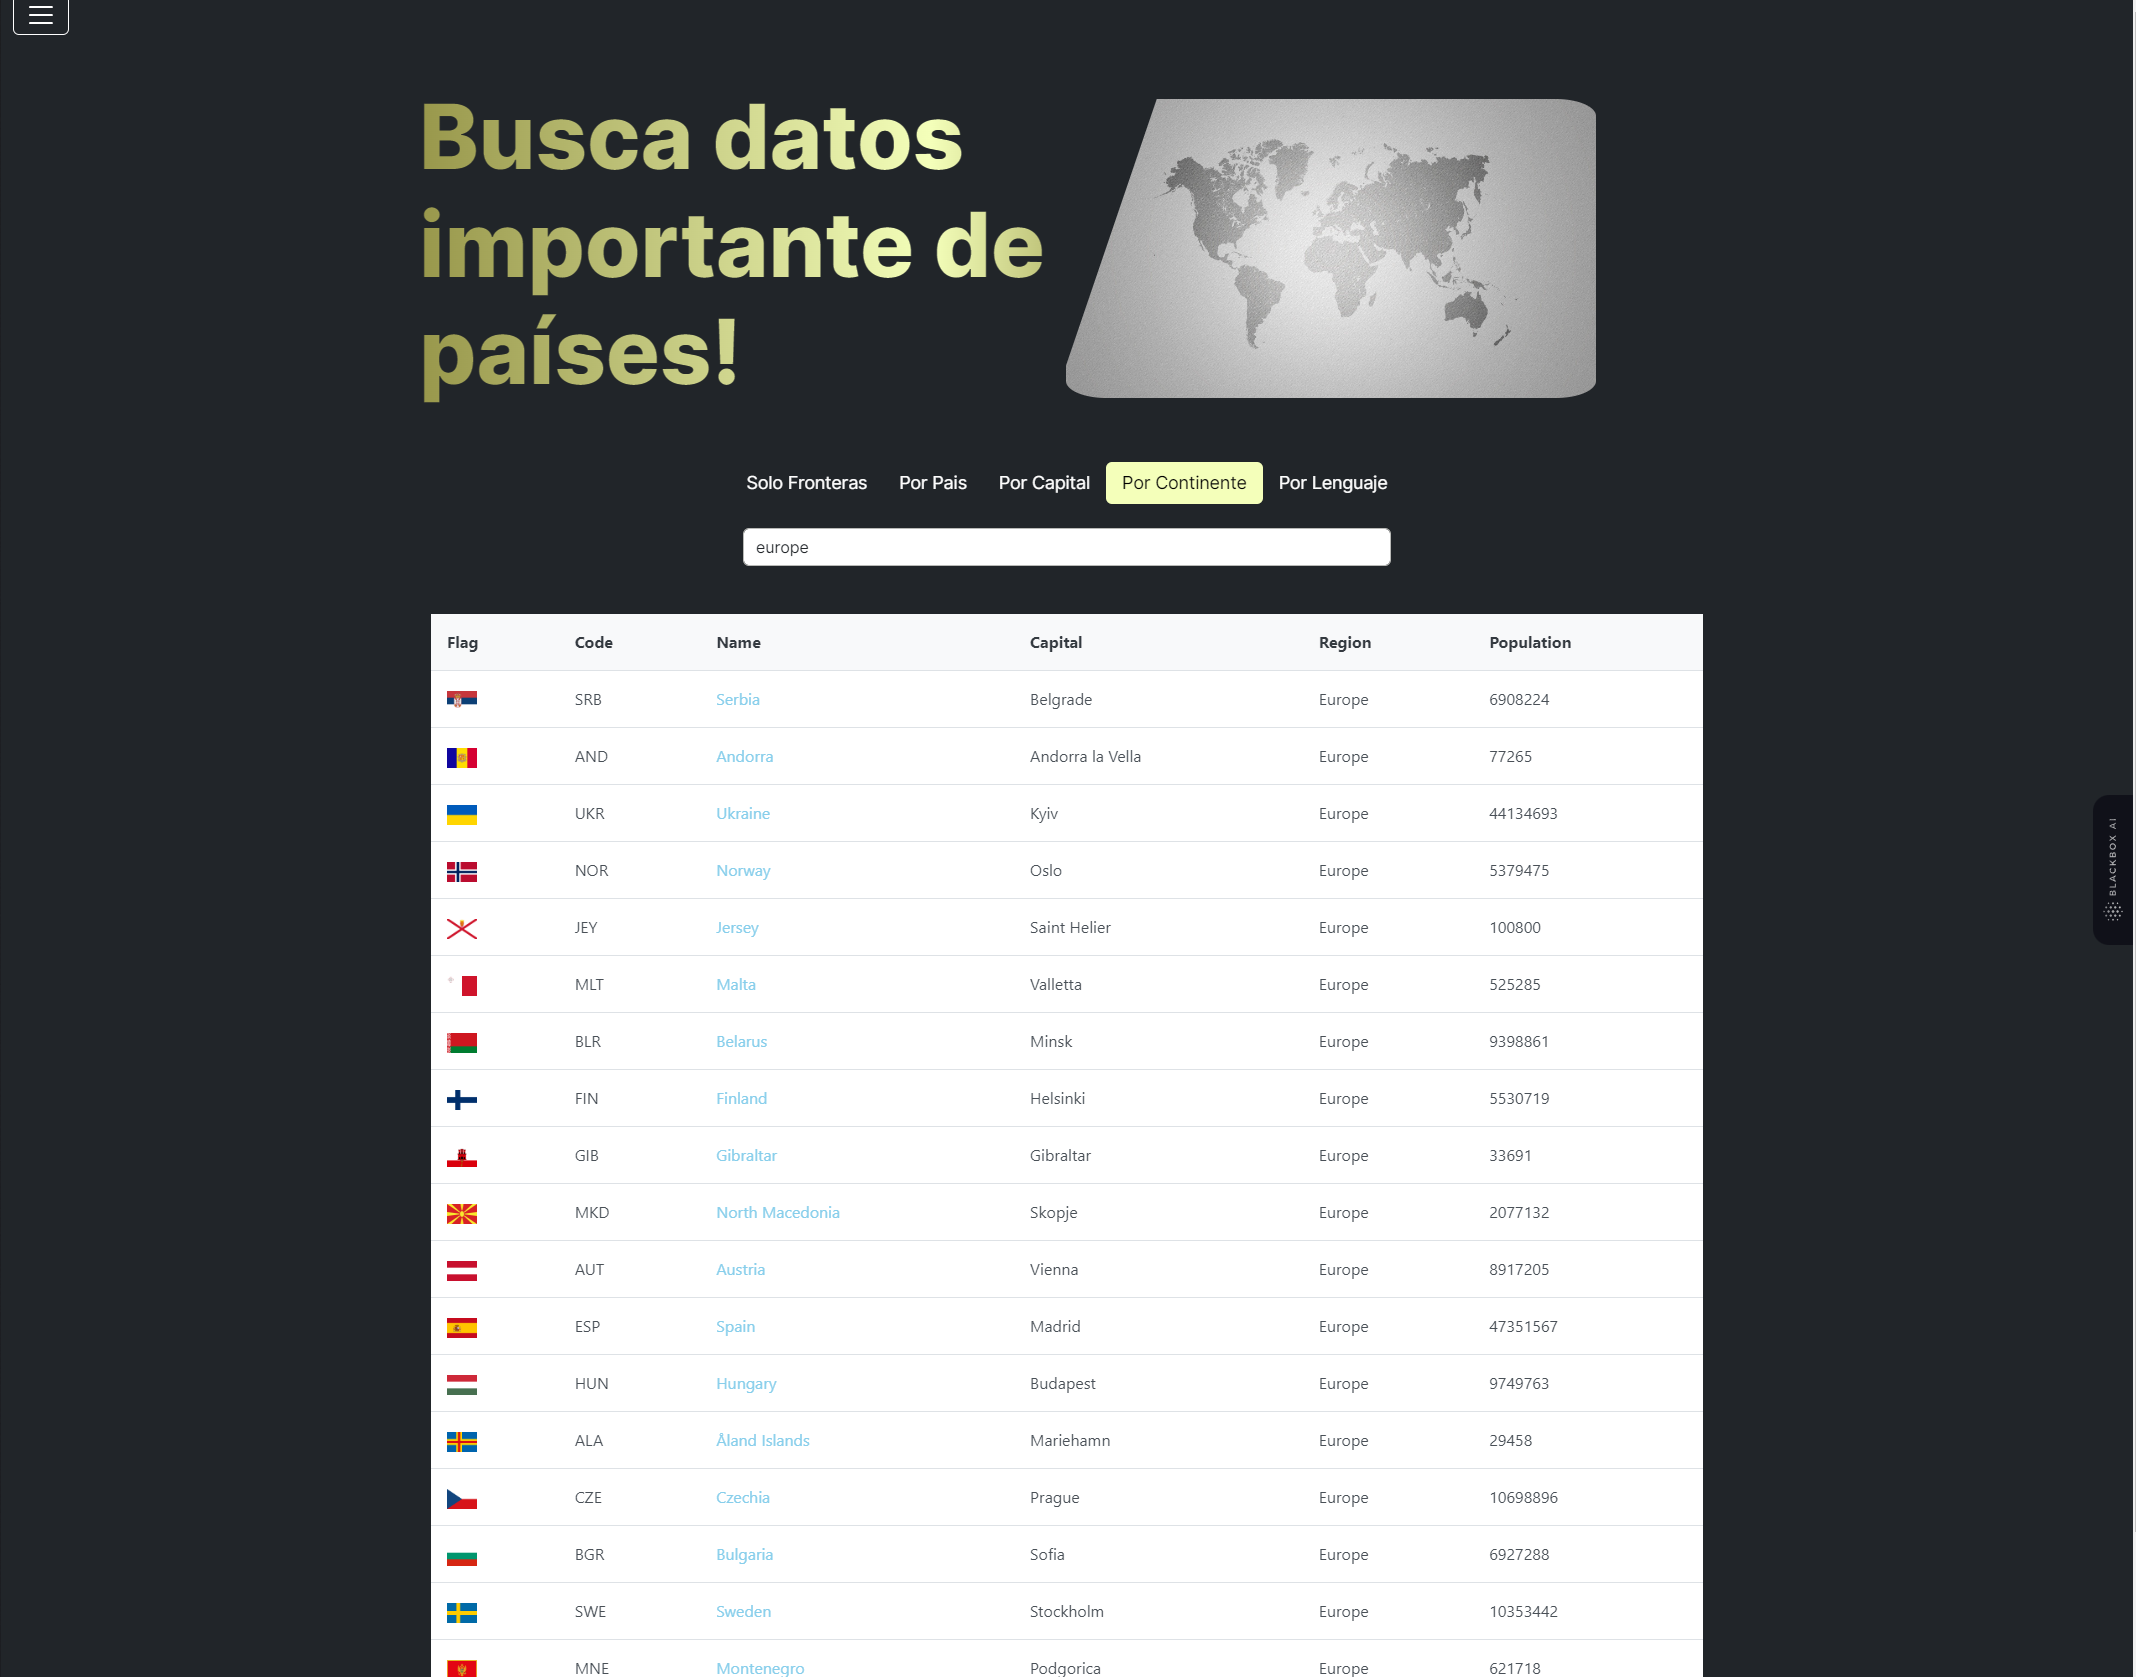 Busca datos
importante de
países!
Solo Fronteras Por Pais Por Capital Por Continente Por Lenguaje
europe
Flag Code Name Capital Region Population
SRB Serbia Belgrade Europe 6908224
AND Andorra Andorra la Vella Europe 77265
UKR Ukraine Kyiv Europe 44134693
NOR Norway Oslo Europe 5379475
JEY Jersey Saint Helier Europe 100800
MLT Malta Valletta Europe 525285
BLR Belarus Minsk Europe 9398861
FIN Finland Helsinki Europe 5530719
GIB Gibraltar Gibraltar Europe 33691
MKD North Macedonia Skopje Europe 2077132
AUT Austria Vienna Europe 8917205
ESP Spain Madrid Europe 47351567
HUN Hungary Budapest Europe 9749763
ALA Åland Islands Mariehamn Europe 29458
CZE Czechia Prague Europe 10698896
BGR Bulgaria Sofia Europe 6927288
SWE Sweden Stockholm Europe 10353442
MNE Montenegro Podgorica Europe 621718
BLACKBOX AI